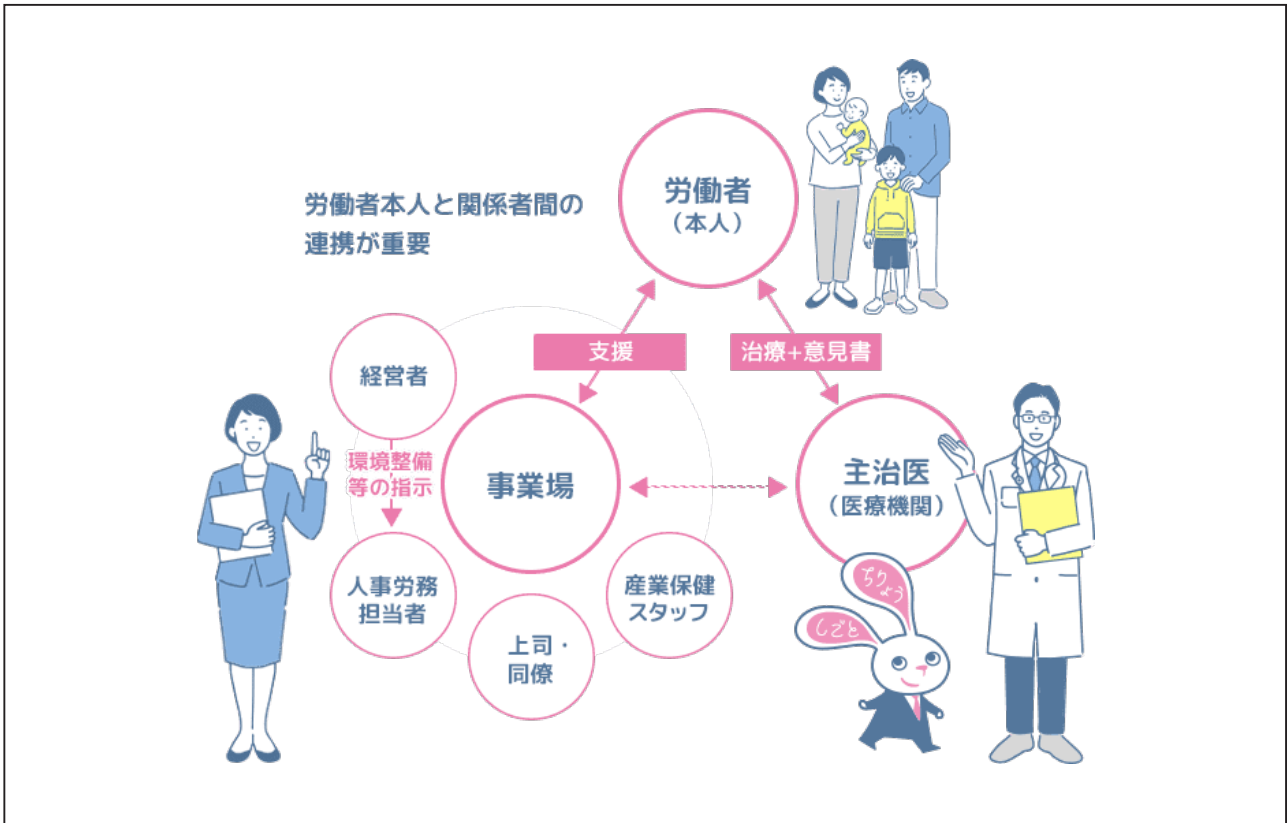 労働者
（本人）
労働者本人と関係者間の
連携が重要
支援
治療+意見書
経営者
環境整備
等の指示
事業場
主治医
（医療機関）
人事労務
担当者
上司・
同僚
産業保健
スタッフ
ちりょう
しごと